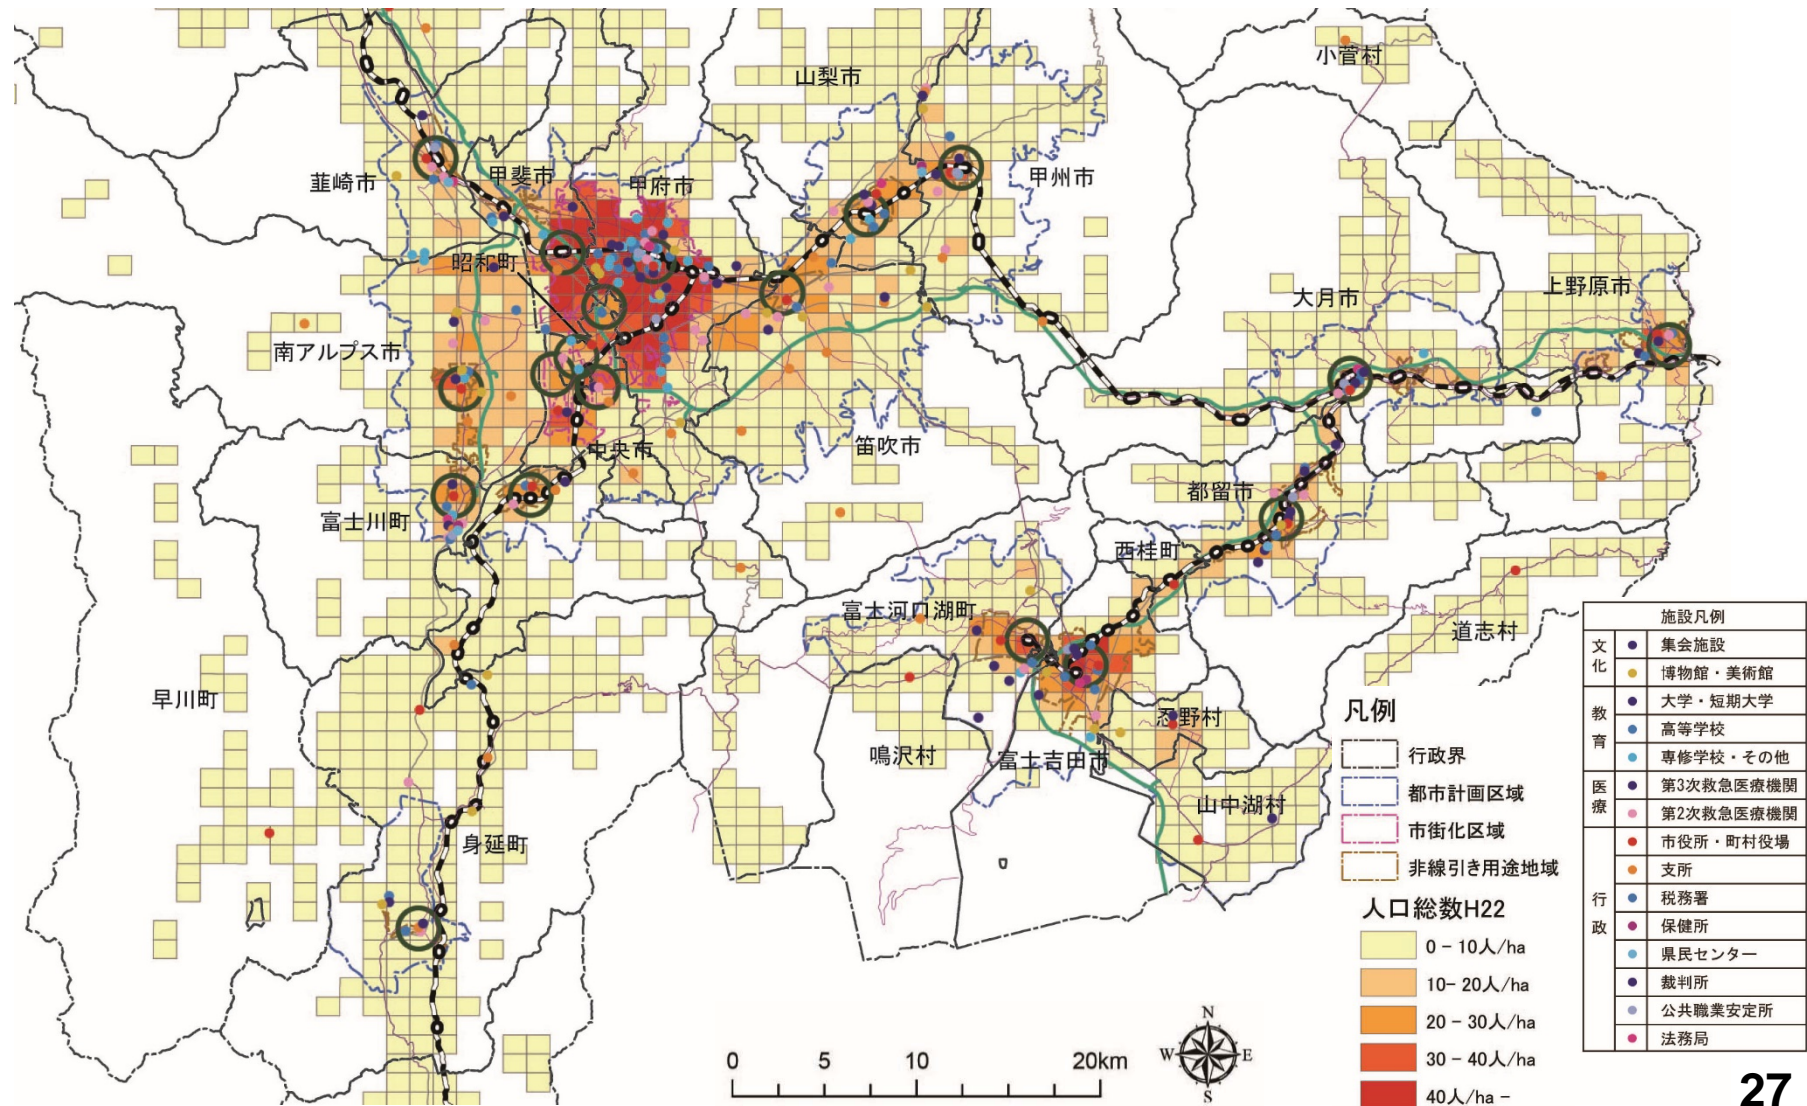 小菅村
山梨市
韮崎市
甲斐市
甲府市
甲州市
昭和町
大月市
上野原市
南アルプス市
中央市
笛吹市
都留市
富士川町
西桂町
富士河口湖町
道志村
早川町
鳴沢村
忍野村
富士吉田市
山中湖村
身延町
凡例
行政界
都市計画区域
市街化区域
非線引き用途地域
人口総数H22
0 - 10人/ha
10- 20人/ha
20 - 30人/ha
30 - 40人/ha
40人/ha -
施設凡例
文化
集会施設
博物館・美術館
教育
大学・短期大学
高等学校
専修学校・その他
医療
第3次救急医療機関
第2次救急医療機関
行政
市役所・町村役場
支所
税務署
保健所
県民センター
裁判所
公共職業安定所
法務局
0 5 10 20km
N
W E
S
27